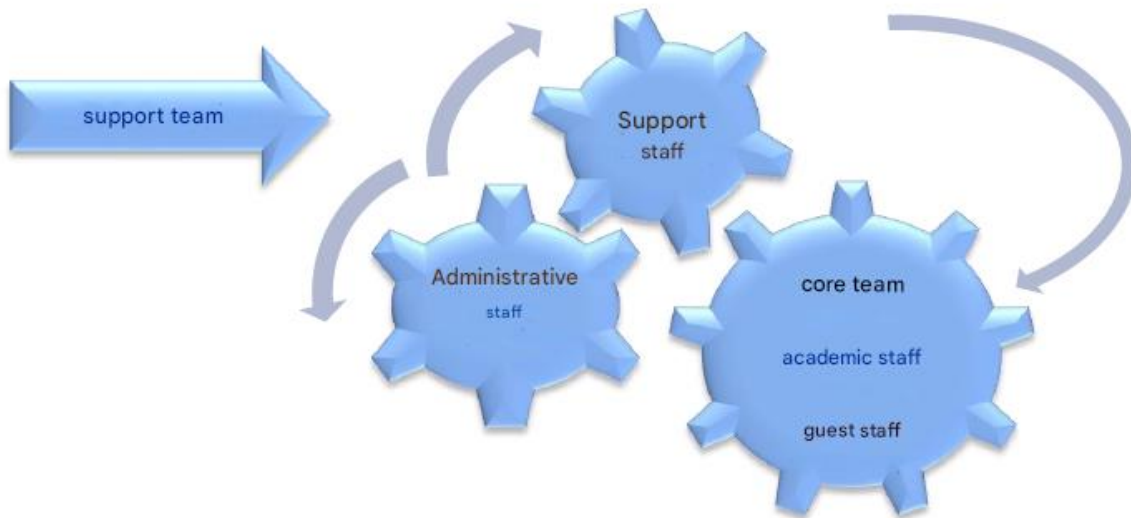 support team
Support
staff
Administrative
staff
core team
academic staff
guest staff